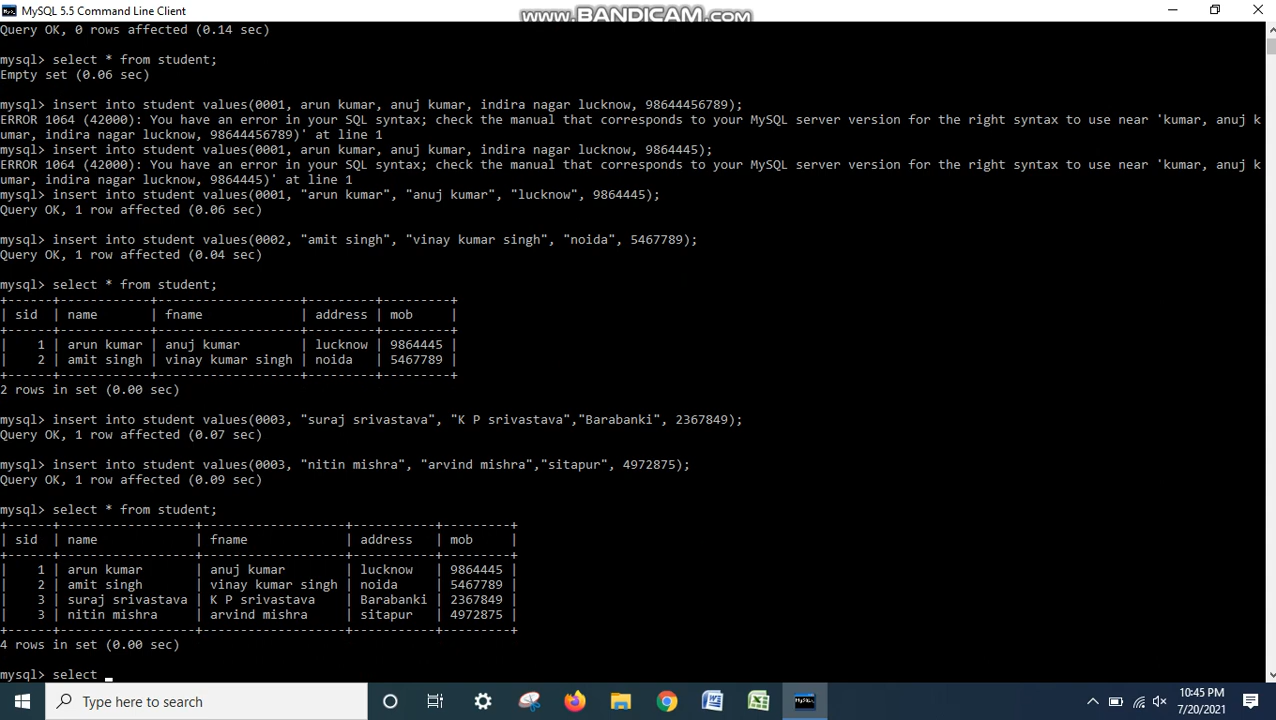 MySQL 5.5 Command Line Client
www.BANDICAM.com
Query OK, 0 rows affected (0.14 sec)
mysql> select * from student;
Empty set (0.06 sec)
mysql> insert into student values(0001, arun kumar, anuj kumar, indira nagar lucknow, 98644456789);
ERROR 1064 (42000): You have an error in your SQL syntax; check the manual that corresponds to your MySQL server version for the right syntax to use near 'kumar, anuj k
umar, indira nagar lucknow, 98644456789)' at line 1
mysql> insert into student values(0001, arun kumar, anuj kumar, indira nagar lucknow, 9864445);
ERROR 1064 (42000): You have an error in your SQL syntax; check the manual that corresponds to your MySQL server version for the right syntax to use near 'kumar, anuj k
umar, indira nagar lucknow, 9864445)' at line 1
mysql> insert into student values(0001, "arun kumar", "anuj kumar", "lucknow", 9864445);
Query OK, 1 row affected (0.06 sec)
mysql> insert into student values(0002, "amit singh", "vinay kumar singh", "noida", 5467789);
Query OK, 1 row affected (0.04 sec)
mysql> select * from student;
+------+------------+-------------------+---------+---------+
| sid  | name       | fname             | address | mob     |
+------+------------+-------------------+---------+---------+
|    1 | arun kumar | anuj kumar        | lucknow | 9864445 |
|    2 | amit singh | vinay kumar singh | noida   | 5467789 |
+------+------------+-------------------+---------+---------+
2 rows in set (0.00 sec)
mysql> insert into student values(0003, "suraj srivastava", "K P srivastava","Barabanki", 2367849);
Query OK, 1 row affected (0.07 sec)
mysql> insert into student values(0003, "nitin mishra", "arvind mishra","sitapur", 4972875);
Query OK, 1 row affected (0.09 sec)
mysql> select * from student;
+------+------------------+-------------------+-----------+---------+
| sid  | name             | fname             | address   | mob     |
+------+------------------+-------------------+-----------+---------+
|    1 | arun kumar       | anuj kumar        | lucknow   | 9864445 |
|    2 | amit singh       | vinay kumar singh | noida     | 5467789 |
|    3 | suraj srivastava | K P srivastava    | Barabanki | 2367849 |
|    3 | nitin mishra     | arvind mishra     | sitapur   | 4972875 |
+------+------------------+-------------------+-----------+---------+
4 rows in set (0.00 sec)
mysql> select _
Type here to search
10:45 PM
7/20/2021